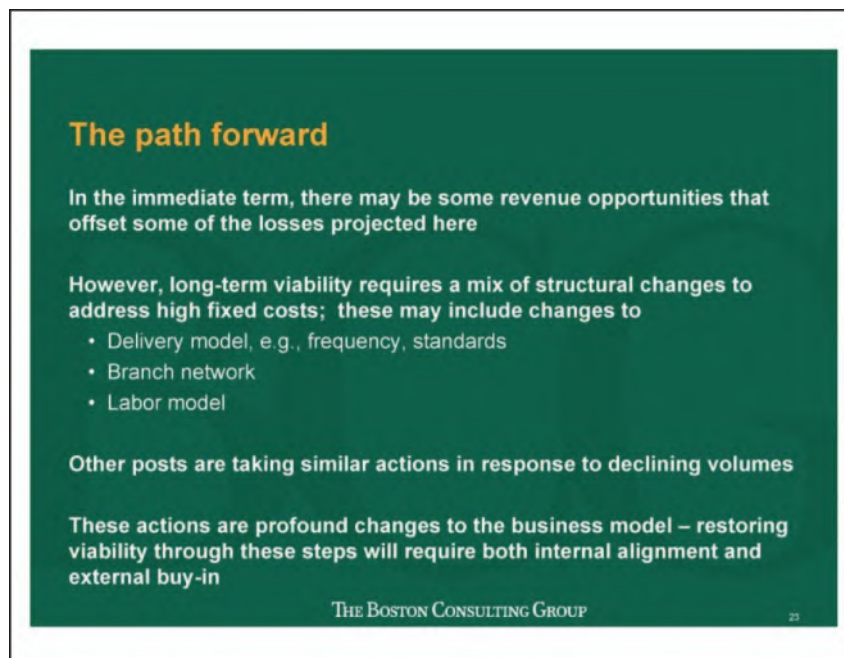 The path forward
In the immediate term, there may be some revenue opportunities that
offset some of the losses projected here
However, long-term viability requires a mix of structural changes to
address high fixed costs; these may include changes to
• Delivery model, e.g., frequency, standards
• Branch network
• Labor model
Other posts are taking similar actions in response to declining volumes
These actions are profound changes to the business model – restoring
viability through these steps will require both internal alignment and
external buy-in
THE BOSTON CONSULTING GROUP